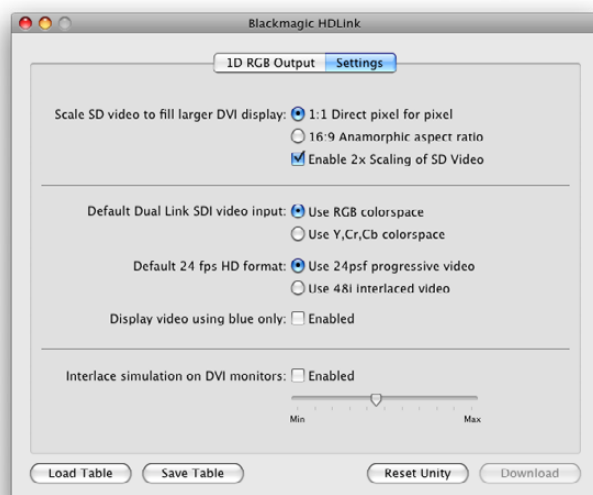 Blackmagic HDLink
1D RGB Output Settings
Scale SD video to fill larger DVI display: 1:1 Direct pixel for pixel
16:9 Anamorphic aspect ratio
Enable 2x Scaling of SD Video
Default Dual Link SDI video input: Use RGB colorspace
Use Y,Cr,Cb colorspace
Default 24 fps HD format: Use 24psf progressive video
Use 48i interlaced video
Display video using blue only: Enabled
Interlace simulation on DVI monitors: Enabled
Min Max
Load Table Save Table Reset Unity Download